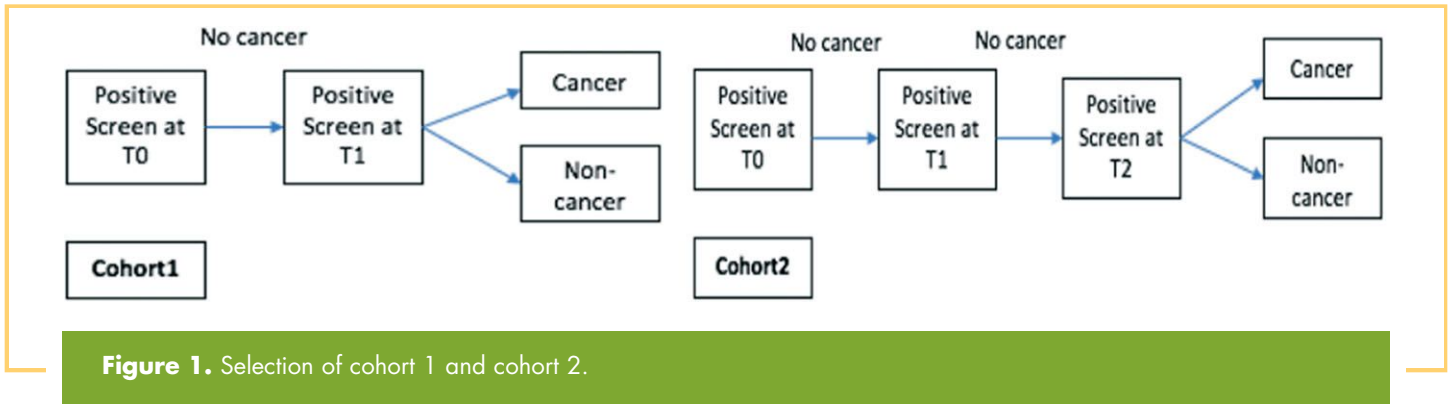 No cancer
Positive
Screen at
T0
Positive
Screen at
T1
Cancer
Non-
cancer
Cohort1
No cancer
No cancer
Positive
Screen at
T0
Positive
Screen at
T1
Positive
Screen at
T2
Cancer
Non-
cancer
Cohort2
Figure 1. Selection of cohort 1 and cohort 2.